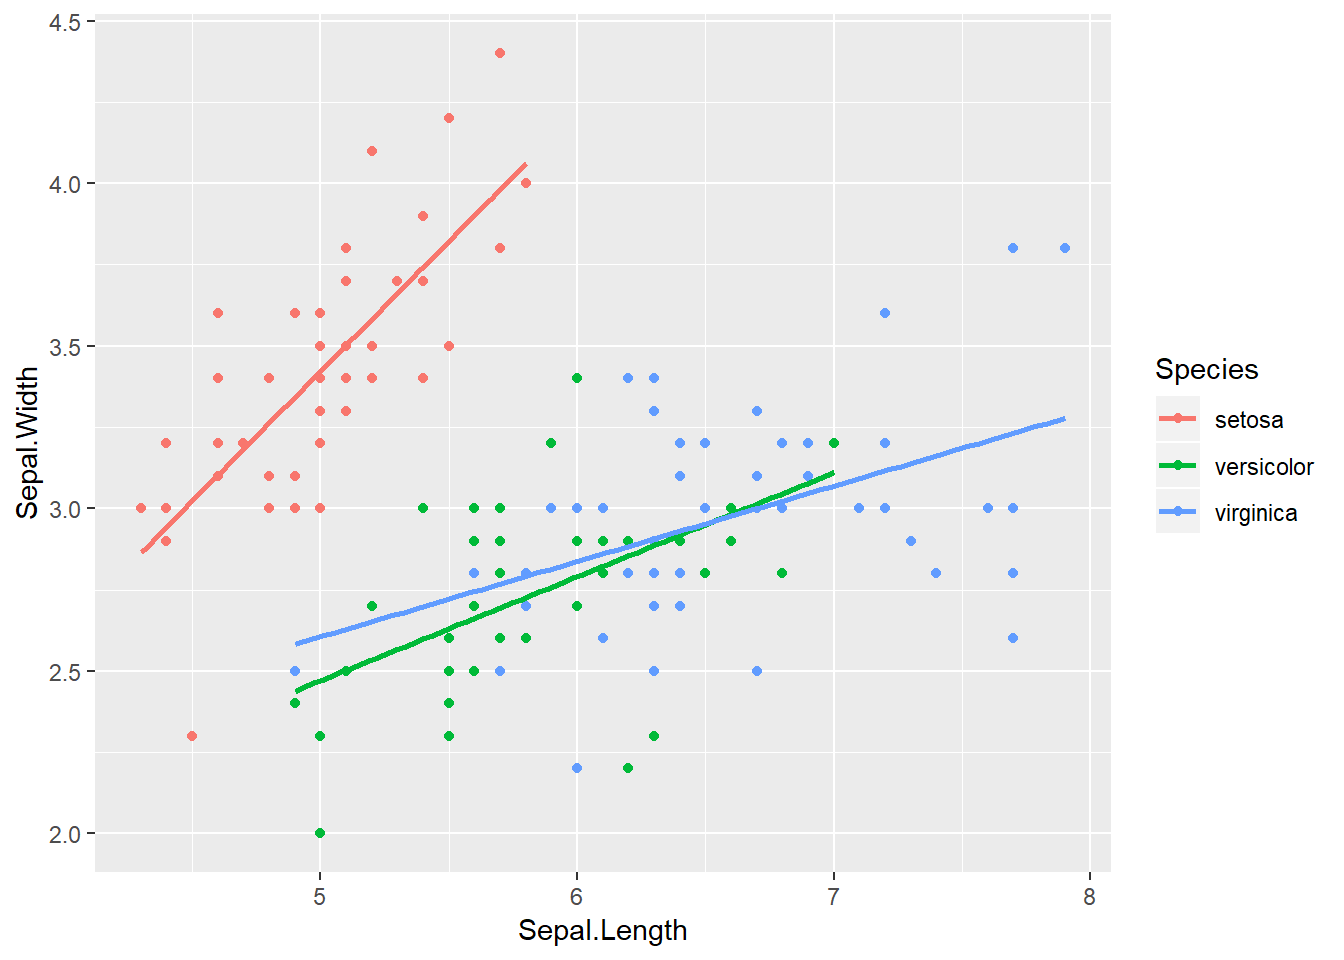 4.5
4.0
3.5
3.0
2.5
2.0
Sepal.Width
5 6 7 8
Sepal.Length
Species
setosa
versicolor
virginica